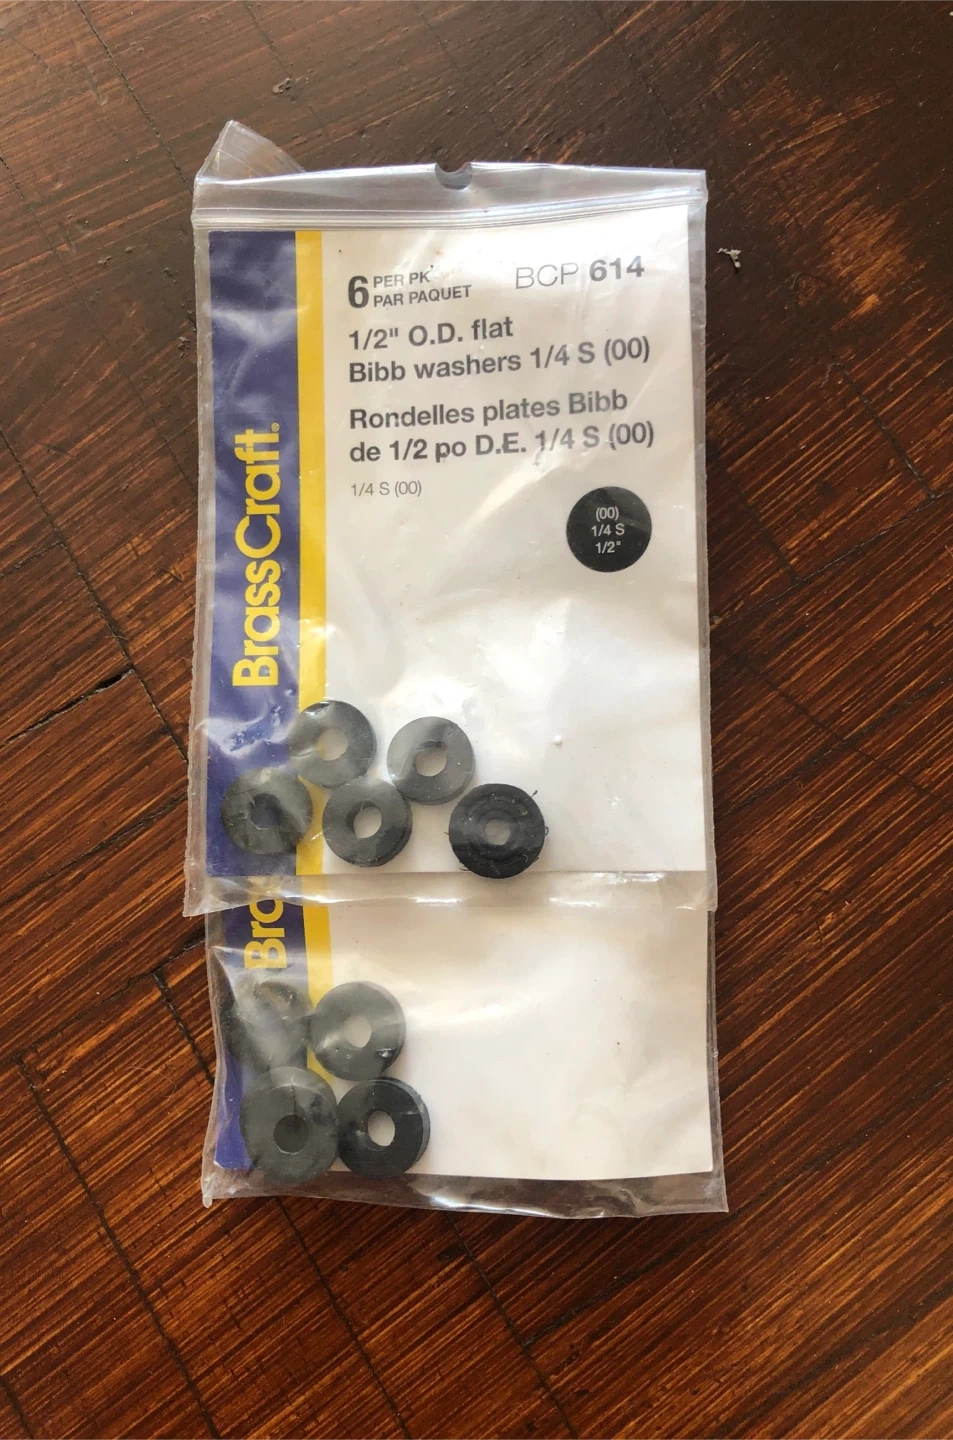 6 PER PK
PAR PAQUET
BCP 614
1/2" O.D. flat
Bibb washers 1/4 S (00)
Rondelles plates Bibb
de 1/2 po D.E. 1/4 S (00)
1/4 S (00)
(00)
1/4 S
1/2"
BrassCraft®
Bra